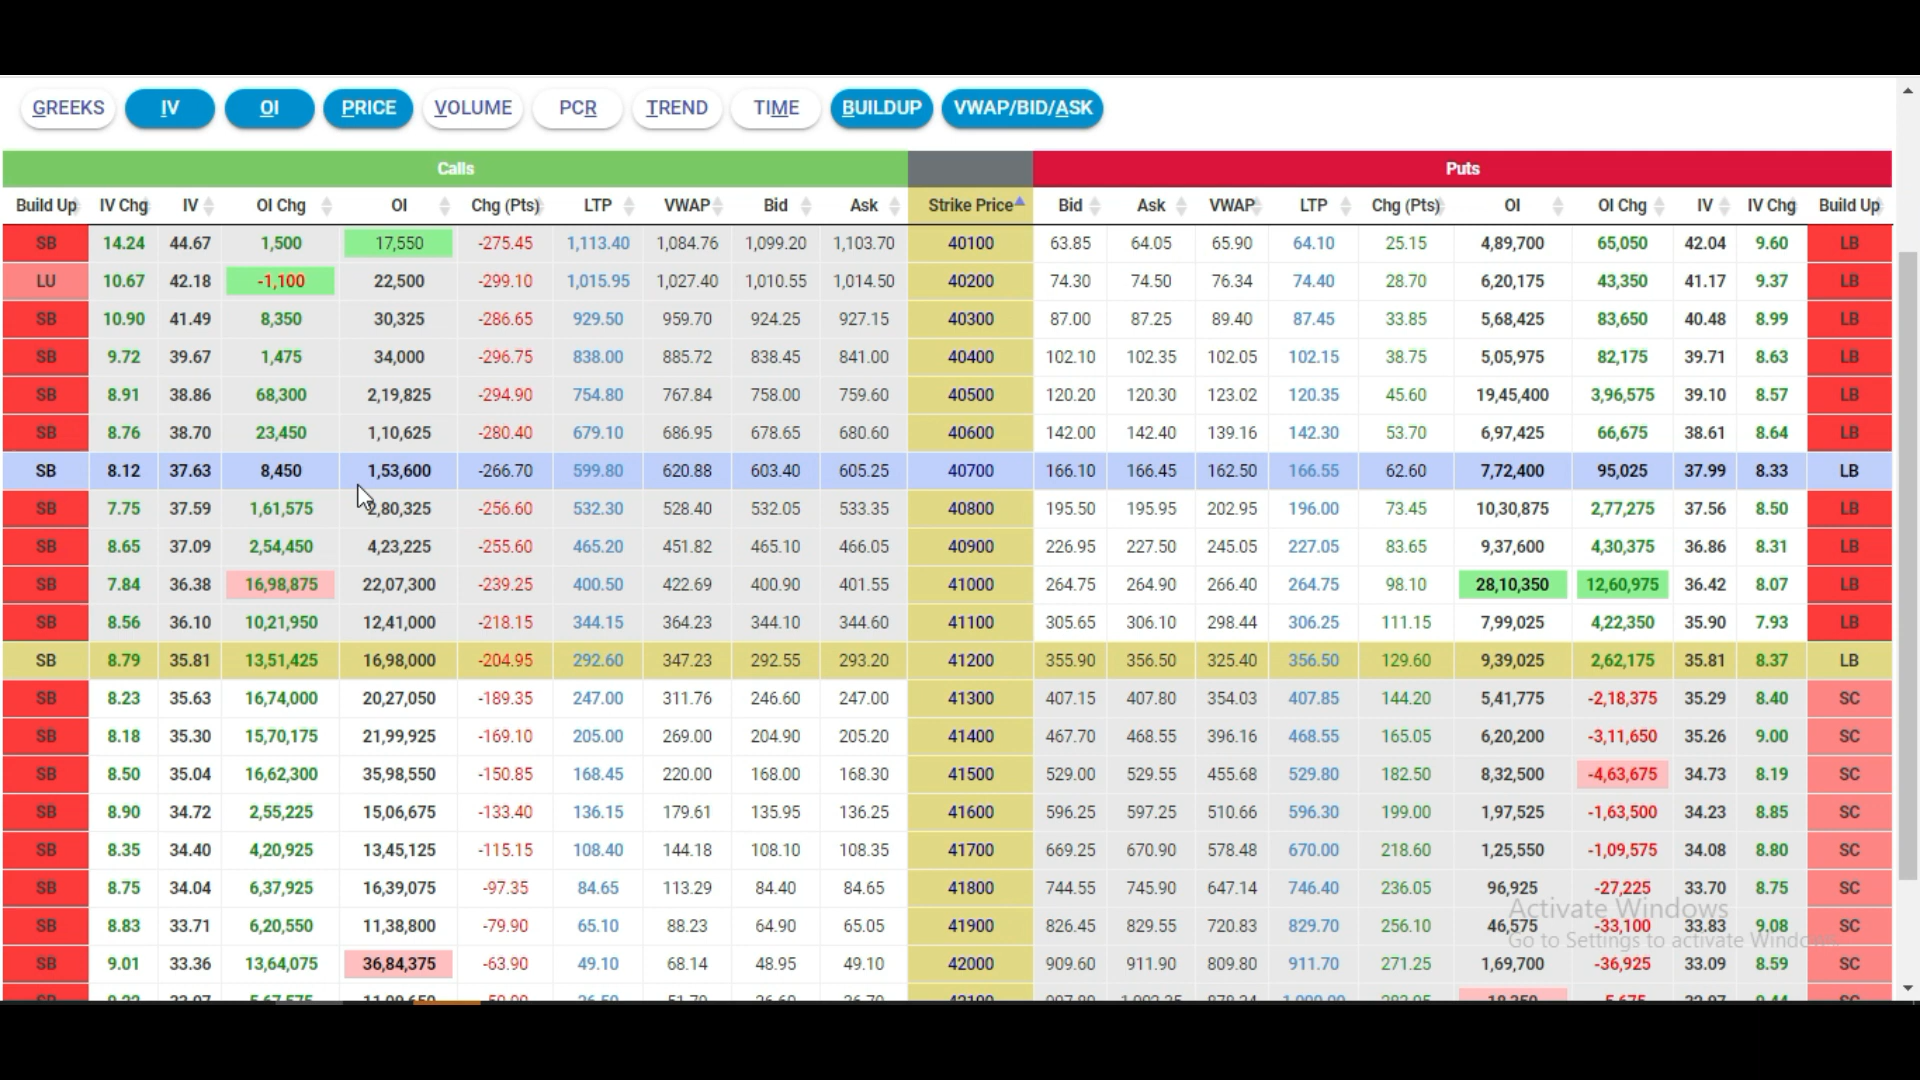 GREEKS IV OI PRICE VOLUME PCR TREND TIME BUILDUP VWAP/BID/ASK
Calls Puts
Build Up IV Chg IV OI Chg OI Chg (Pts) LTP VWAP Bid Ask Strike Price Bid Ask VWAP LTP Chg (Pts) OI OI Chg IV IV Chg Build Up
SB 14.24 44.67 1,500 17,550 -275.45 1,113.40 1,084.76 1,099.20 1,103.70 40100 63.85 64.05 65.90 64.10 25.15 4,89,700 65,050 42.04 9.60 LB
LU 10.67 42.18 -1,100 22,500 -299.10 1,015.95 1,027.40 1,010.55 1,014.50 40200 74.30 74.50 76.34 74.40 28.70 6,20,175 43,350 41.17 9.37 LB
SB 10.90 41.49 8,350 30,325 -286.65 929.50 959.70 924.25 927.15 40300 87.00 87.25 89.40 87.45 33.85 5,68,425 83,650 40.48 8.99 LB
SB 9.72 39.67 1,475 34,000 -296.75 838.00 885.72 838.45 841.00 40400 102.10 102.35 102.05 102.15 38.75 5,05,975 82,175 39.71 8.63 LB
SB 8.91 38.86 68,300 2,19,825 -294.90 754.80 767.84 758.00 759.60 40500 120.20 120.30 123.02 120.35 45.60 19,45,400 3,96,575 39.10 8.57 LB
SB 8.76 38.70 23,450 1,10,625 -280.40 679.10 686.95 678.65 680.60 40600 142.00 142.40 139.16 142.30 53.70 6,97,425 66,675 38.61 8.64 LB
SB 8.12 37.63 8,450 1,53,600 -266.70 599.80 620.88 603.40 605.25 40700 166.10 166.45 162.50 166.55 62.60 7,72,400 95,025 37.99 8.33 LB
SB 7.75 37.59 1,61,575 2,80,325 -256.60 532.30 528.40 532.05 533.35 40800 195.50 195.95 202.95 196.00 73.45 10,30,875 2,77,275 37.56 8.50 LB
SB 8.65 37.09 2,54,450 4,23,225 -255.60 465.20 451.82 465.10 466.05 40900 226.95 227.50 245.05 227.05 83.65 9,37,600 4,30,375 36.86 8.31 LB
SB 7.84 36.38 16,98,875 22,07,300 -239.25 400.50 422.69 400.90 401.55 41000 264.75 264.90 266.40 264.75 98.10 28,10,350 12,60,975 36.42 8.07 LB
SB 8.56 36.10 10,21,950 12,41,000 -218.15 344.15 364.23 344.10 344.60 41100 305.65 306.10 298.44 306.25 111.15 7,99,025 4,22,350 35.90 7.93 LB
SB 8.79 35.81 13,51,425 16,98,000 -204.95 292.60 347.23 292.55 293.20 41200 355.90 356.50 325.40 356.50 129.60 9,39,025 2,62,175 35.81 8.37 LB
SB 8.23 35.63 16,74,000 20,27,050 -189.35 247.00 311.76 246.60 247.00 41300 407.15 407.80 354.03 407.85 144.20 5,41,775 -2,18,375 35.29 8.40 SC
SB 8.18 35.30 15,70,175 21,99,925 -169.10 205.00 269.00 204.90 205.20 41400 467.70 468.55 396.16 468.55 165.05 6,20,200 -3,11,650 35.26 9.00 SC
SB 8.50 35.04 16,62,300 35,98,550 -150.85 168.45 220.00 168.00 168.30 41500 529.00 529.55 455.68 529.80 182.50 8,32,500 -4,63,675 34.73 8.19 SC
SB 8.90 34.72 2,55,225 15,06,675 -133.40 136.15 179.61 135.95 136.25 41600 596.25 597.25 510.66 596.30 199.00 1,97,525 -1,63,500 34.23 8.85 SC
SB 8.35 34.40 4,20,925 13,45,125 -115.15 108.40 144.18 108.10 108.35 41700 669.25 670.90 578.48 670.00 218.60 1,25,550 -1,09,575 34.08 8.80 SC
SB 8.75 34.04 6,37,925 16,39,075 -97.35 84.65 113.29 84.40 84.65 41800 744.55 745.90 647.14 746.40 236.05 96,925 -27,225 33.70 8.75 SC
Activate Windows
SB 8.83 33.71 6,20,550 11,38,800 -79.90 65.10 88.23 64.90 65.05 41900 826.45 829.55 720.83 829.70 256.10 46,575 -33,100 33.83 9.08 SC
Go to Settings to activate Windows.
SB 9.01 33.36 13,64,075 36,84,375 -63.90 49.10 68.14 48.95 49.10 42000 909.60 911.90 809.80 911.70 271.25 1,69,700 -36,925 33.09 8.59 SC